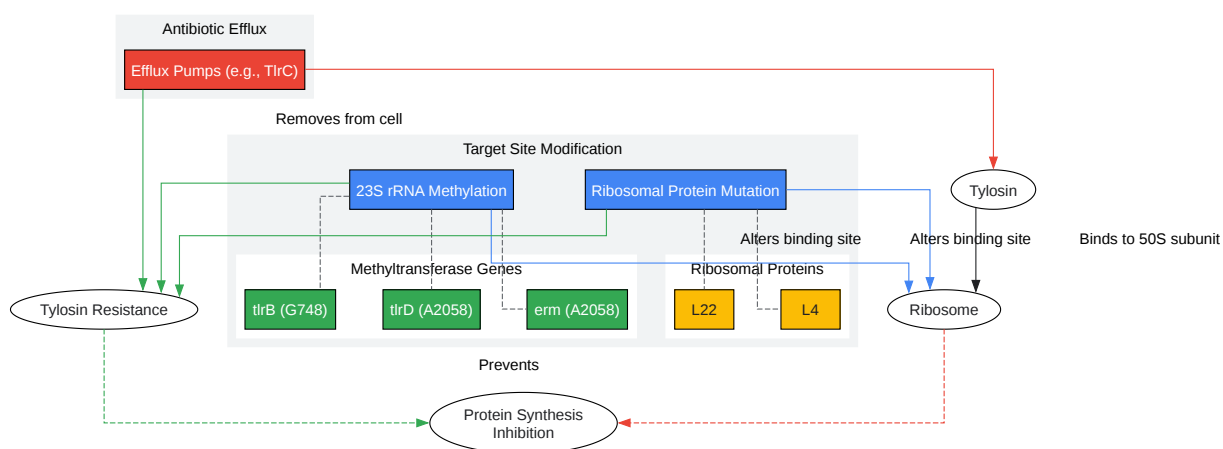 Antibiotic Efflux
Efflux Pumps (e.g., TlrC)
Removes from cell
Target Site Modification
23S rRNA Methylation
Ribosomal Protein Mutation
Tylosin
Alters binding site
Alters binding site
Binds to 50S subunit
Methyltransferase Genes
Ribosomal Proteins
Tylosin Resistance
tlrB (G748)
tlrD (A2058)
erm (A2058)
L22
L4
Ribosome
Prevents
Protein Synthesis
Inhibition